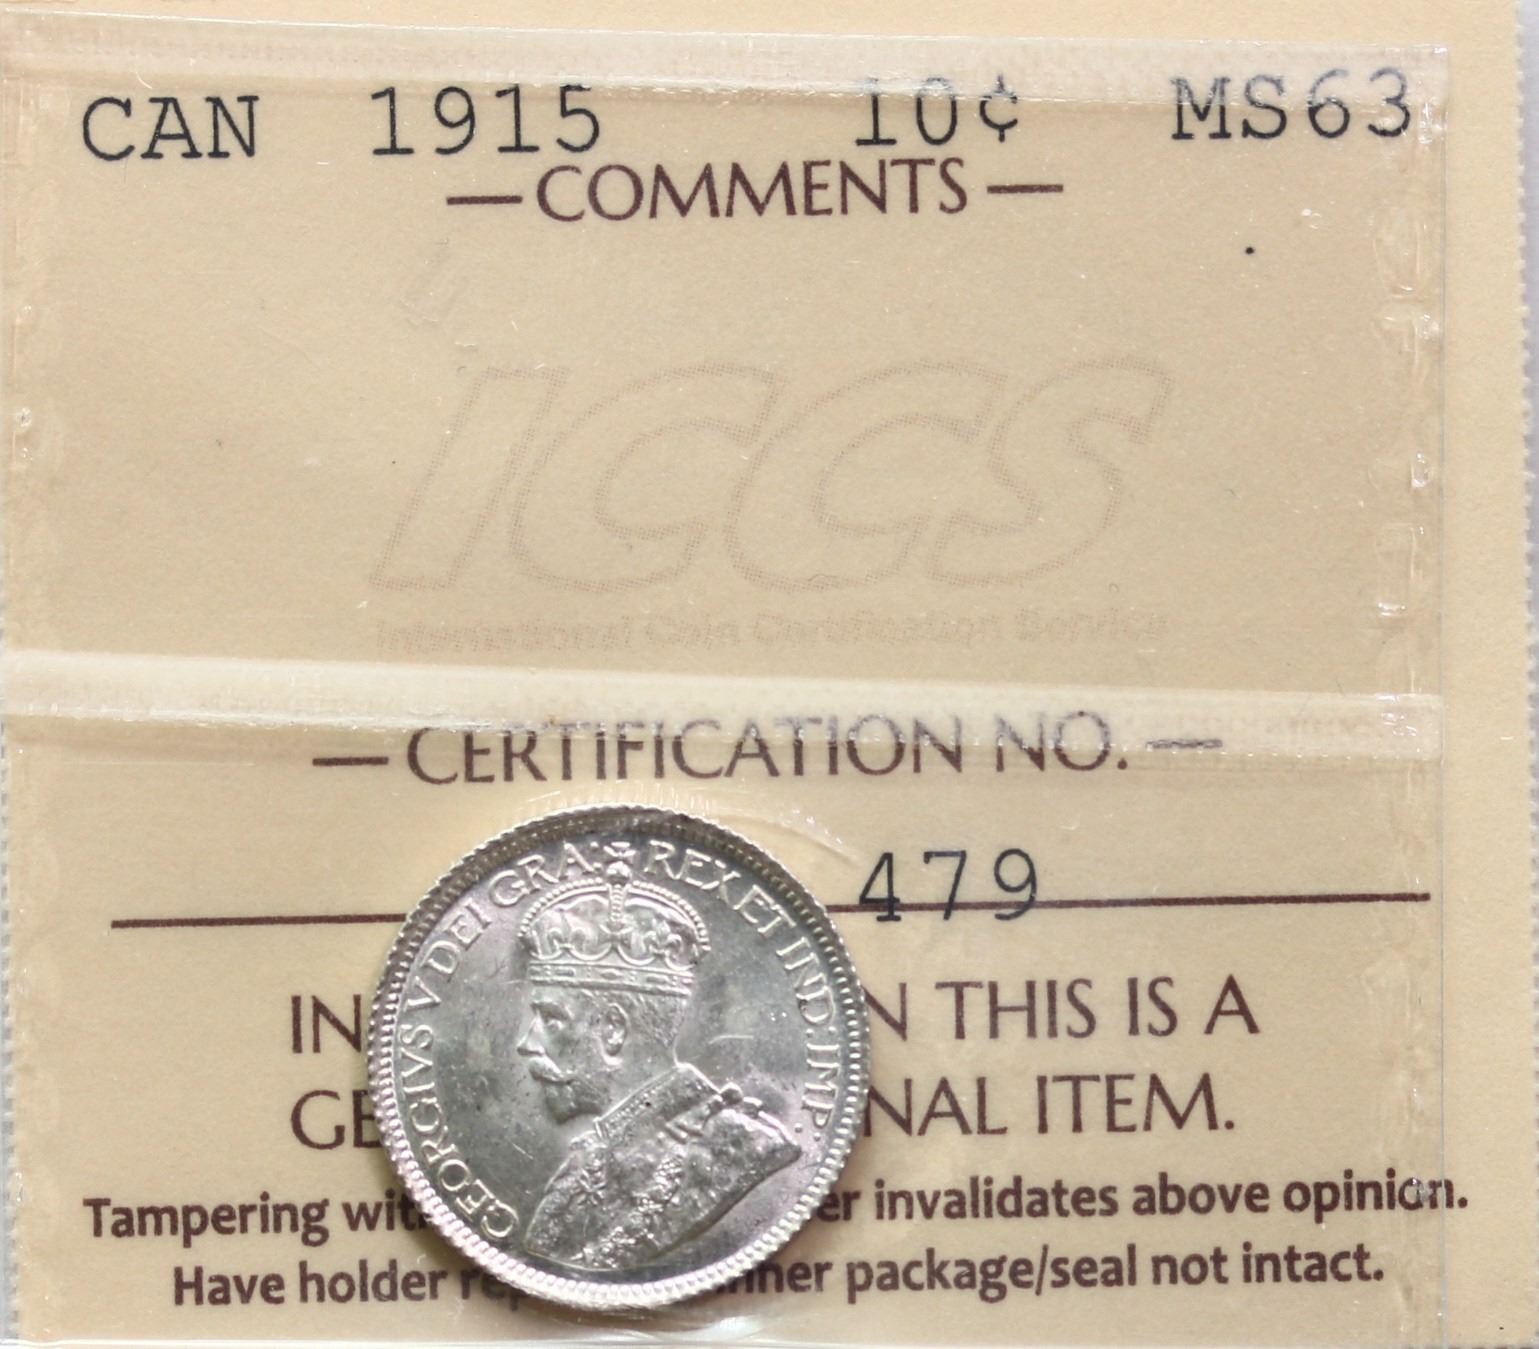 CAN 1915 10¢ MS63
— COMMENTS —
ICCS
International Coin Certification Service
— CERTIFICATION NO. —
479
GEORGIVS V DEI GRA: REX ET IND: IMP:
IN N THIS IS A
GE NAL ITEM.
Tampering wit er invalidates above opinion.
Have holder re inner package/seal not intact.